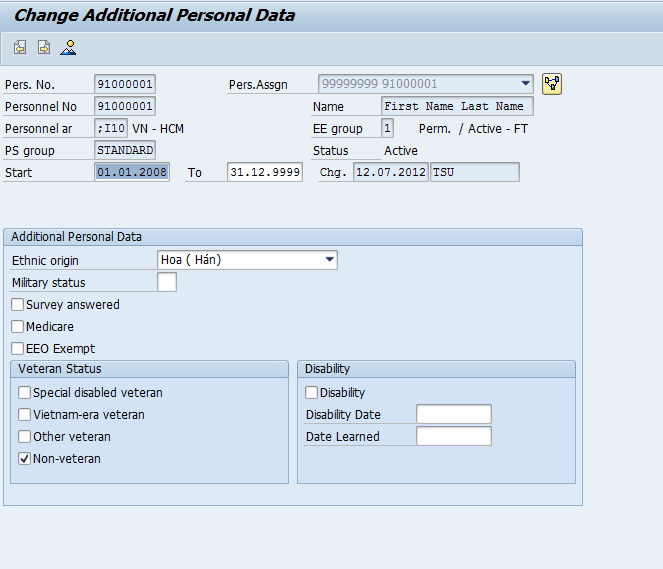 Change Additional Personal Data
Pers. No. 91000001 Pers.Assgn 99999999 91000001
Personnel No 91000001 Name First Name Last Name
Personnel ar ;I10 VN - HCM EE group 1 Perm. / Active - FT
PS group STANDARD Status Active
Start 01.01.2008 To 31.12.9999 Chg. 12.07.2012 TSU
Additional Personal Data
Ethnic origin Hoa ( Hán)
Military status
Survey answered
Medicare
EEO Exempt
Veteran Status
Special disabled veteran
Vietnam-era veteran
Other veteran
Non-veteran
Disability
Disability
Disability Date
Date Learned